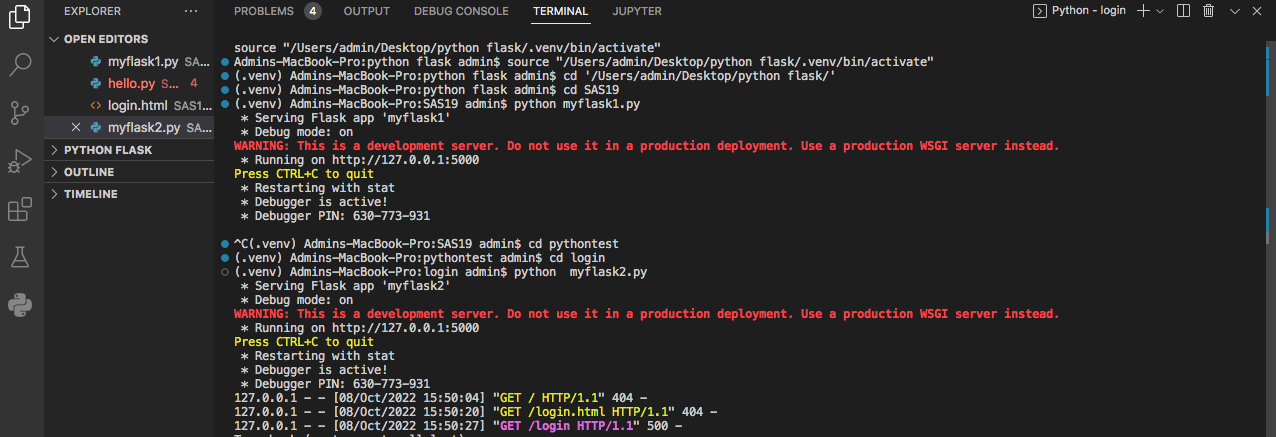 EXPLORER
OPEN EDITORS
myflask1.py SAS19...
hello.py S... 4
login.html SAS1...
myflask2.py SA...
PYTHON FLASK
OUTLINE
TIMELINE
PROBLEMS 4 OUTPUT DEBUG CONSOLE TERMINAL JUPYTER
Python - login
source "/Users/admin/Desktop/python flask/.venv/bin/activate"
Admins-MacBook-Pro:python flask admin$ source "/Users/admin/Desktop/python flask/.venv/bin/activate"
(.venv) Admins-MacBook-Pro:python flask admin$ cd '/Users/admin/Desktop/python flask/'
(.venv) Admins-MacBook-Pro:python flask admin$ cd SAS19
(.venv) Admins-MacBook-Pro:SAS19 admin$ python myflask1.py
* Serving Flask app 'myflask1'
* Debug mode: on
WARNING: This is a development server. Do not use it in a production deployment. Use a production WSGI server instead.
* Running on http://127.0.0.1:5000
Press CTRL+C to quit
* Restarting with stat
* Debugger is active!
* Debugger PIN: 630-773-931
^C(.venv) Admins-MacBook-Pro:SAS19 admin$ cd pythontest
(.venv) Admins-MacBook-Pro:pythontest admin$ cd login
(.venv) Admins-MacBook-Pro:login admin$ python  myflask2.py
* Serving Flask app 'myflask2'
* Debug mode: on
WARNING: This is a development server. Do not use it in a production deployment. Use a production WSGI server instead.
* Running on http://127.0.0.1:5000
Press CTRL+C to quit
* Restarting with stat
* Debugger is active!
* Debugger PIN: 630-773-931
127.0.0.1 - - [08/Oct/2022 15:50:04] "GET / HTTP/1.1" 404 -
127.0.0.1 - - [08/Oct/2022 15:50:20] "GET /login.html HTTP/1.1" 404 -
127.0.0.1 - - [08/Oct/2022 15:50:27] "GET /login HTTP/1.1" 500 -